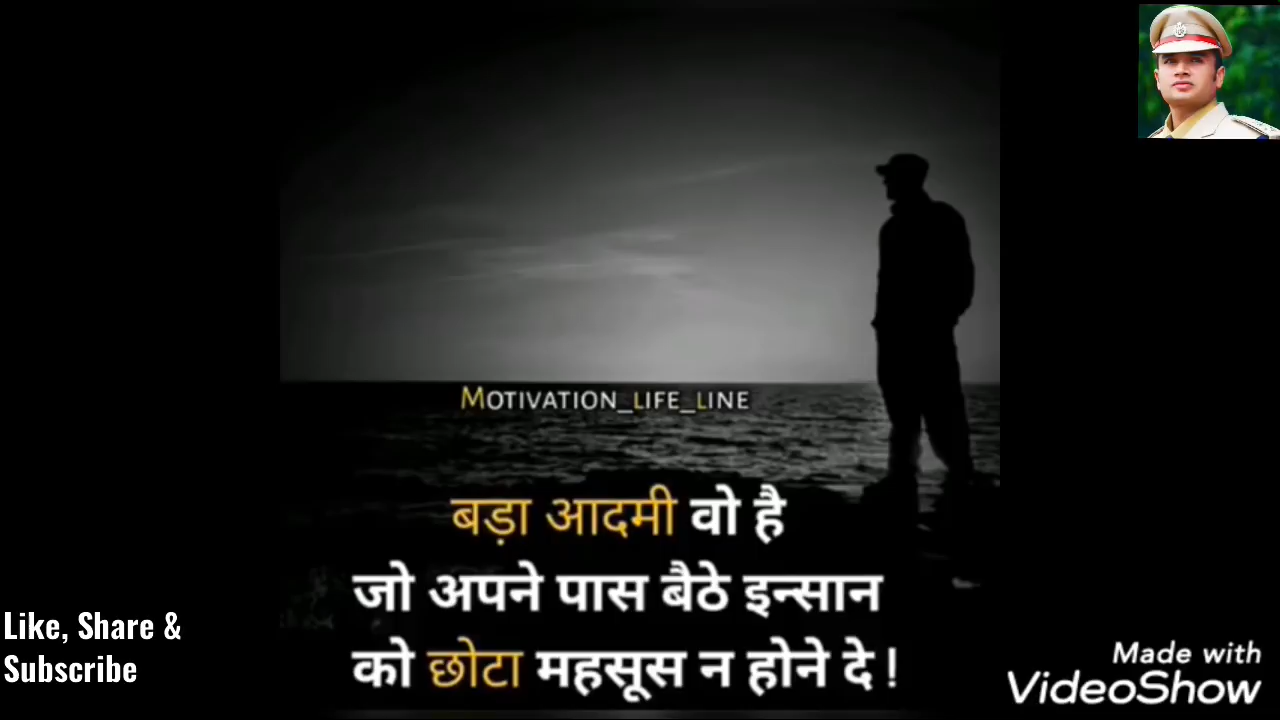 MOTIVATION_LIFE_LINE
बड़ा आदमी वो है
जो अपने पास बैठे इन्सान
को छोटा महसूस न होने दे !
Like, Share &
Subscribe
Made with
VideoShow